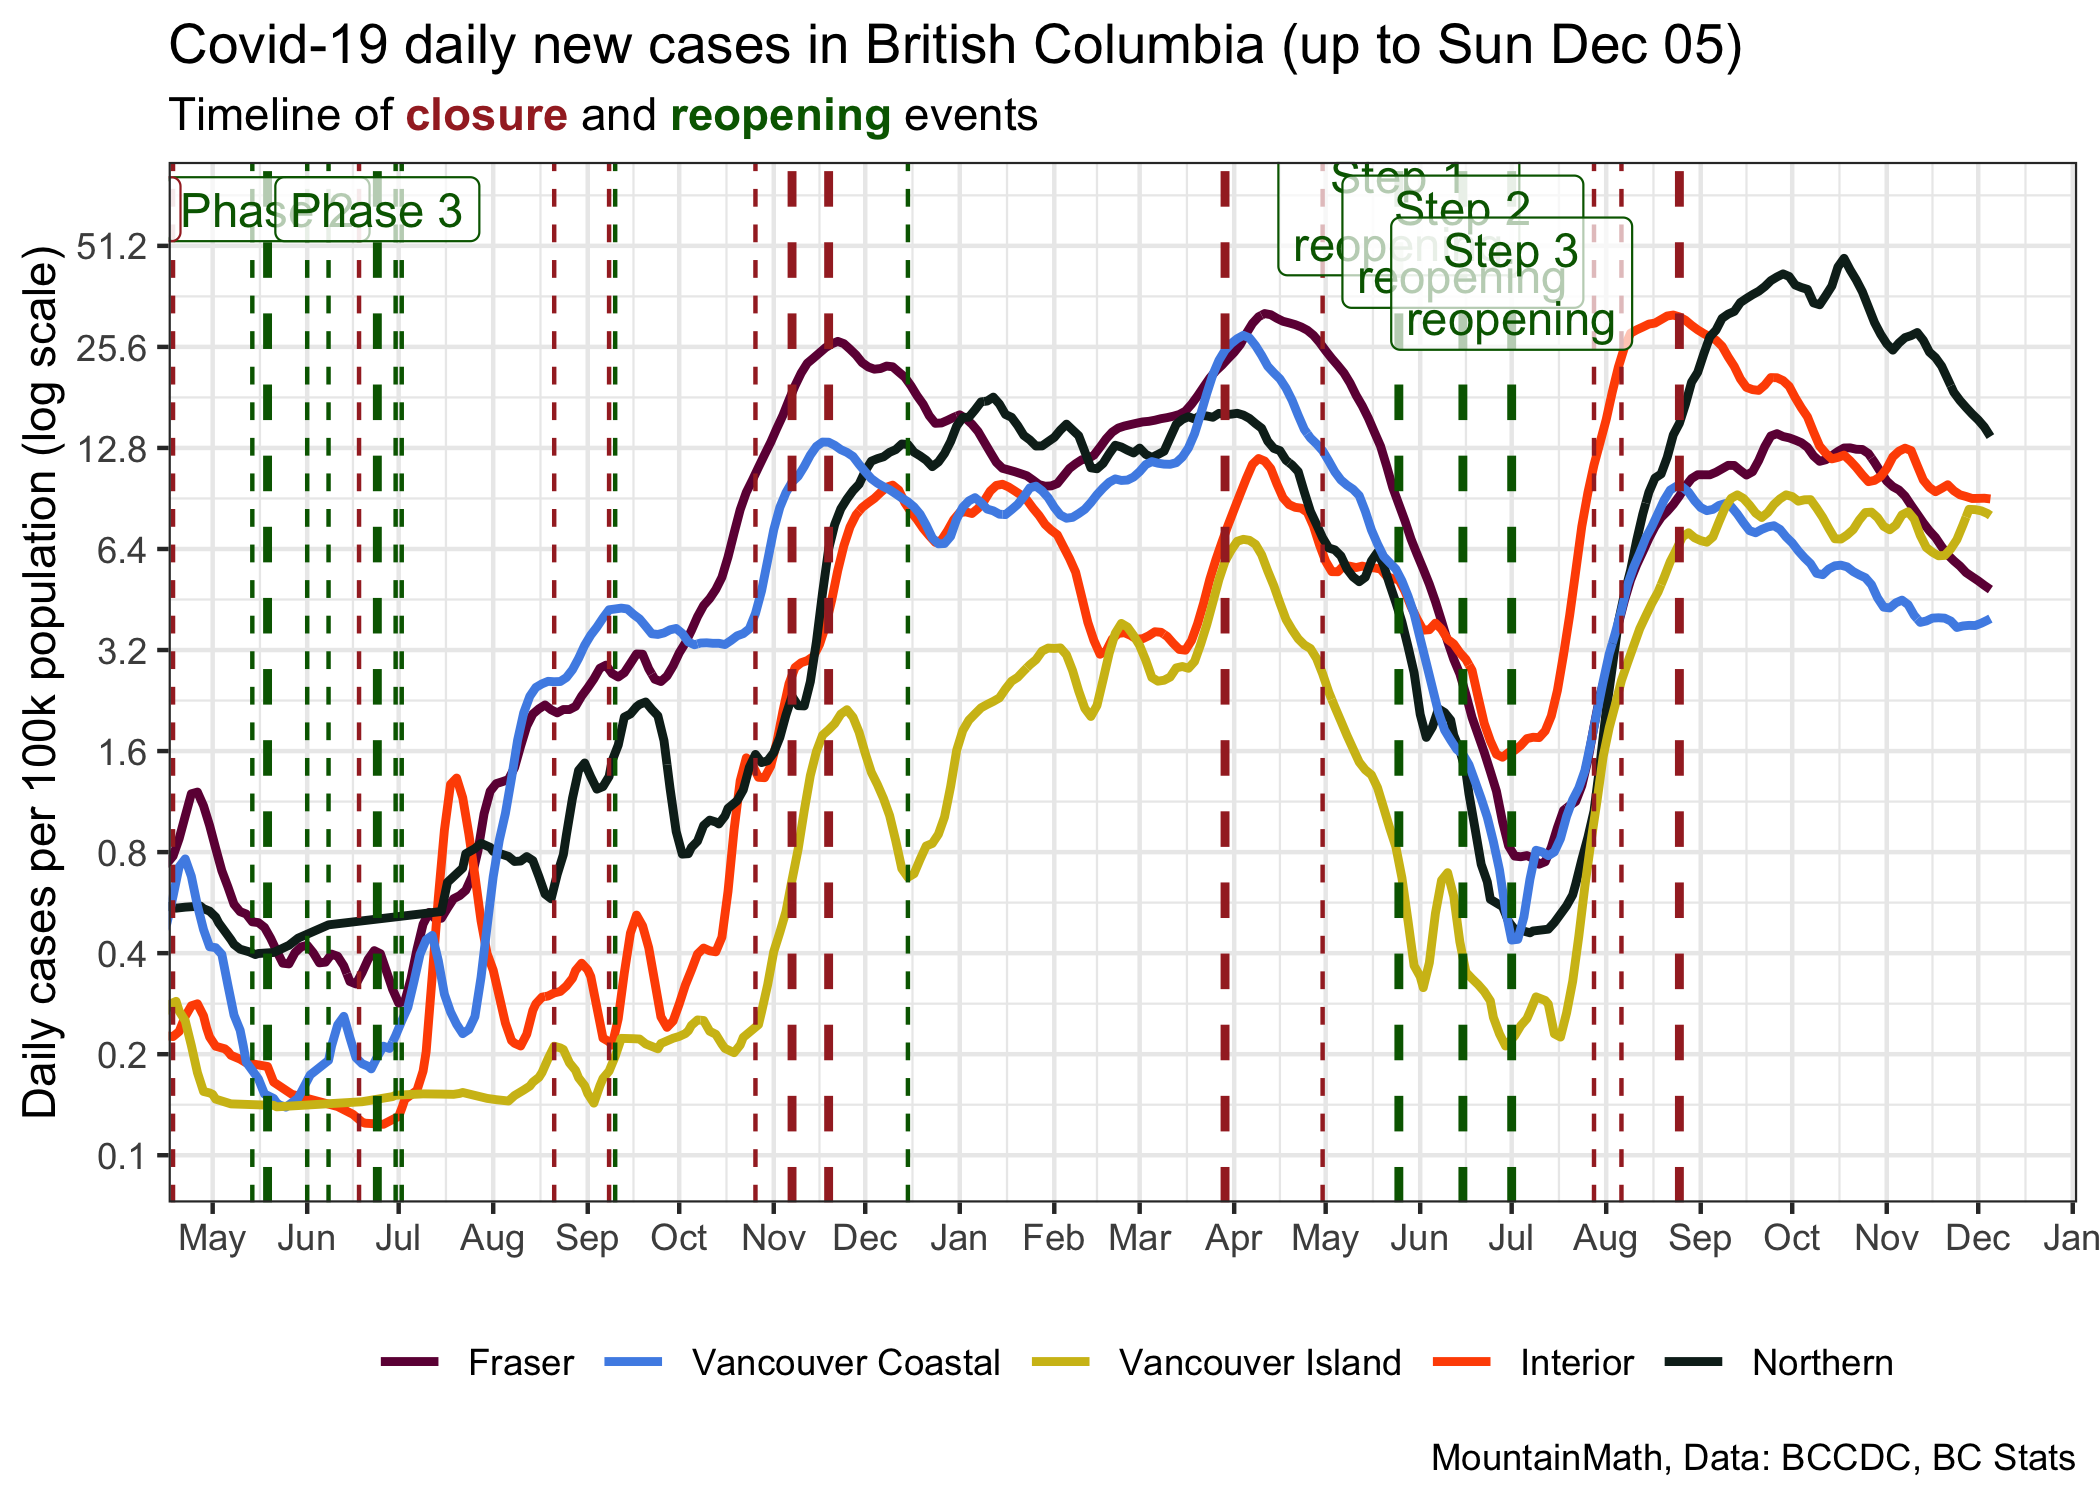 Covid-19 daily new cases in British Columbia (up to Sun Dec 05)
Timeline of closure and reopening events
Daily cases per 100k population (log scale)
Phase 2
Phase 3
Step 1
reopening
Step 2
reopening
Step 3
reopening
51.2
25.6
12.8
6.4
3.2
1.6
0.8
0.4
0.2
0.1
May Jun Jul Aug Sep Oct Nov Dec Jan Feb Mar Apr May Jun Jul Aug Sep Oct Nov Dec Jan
Fraser Vancouver Coastal Vancouver Island Interior Northern
MountainMath, Data: BCCDC, BC Stats